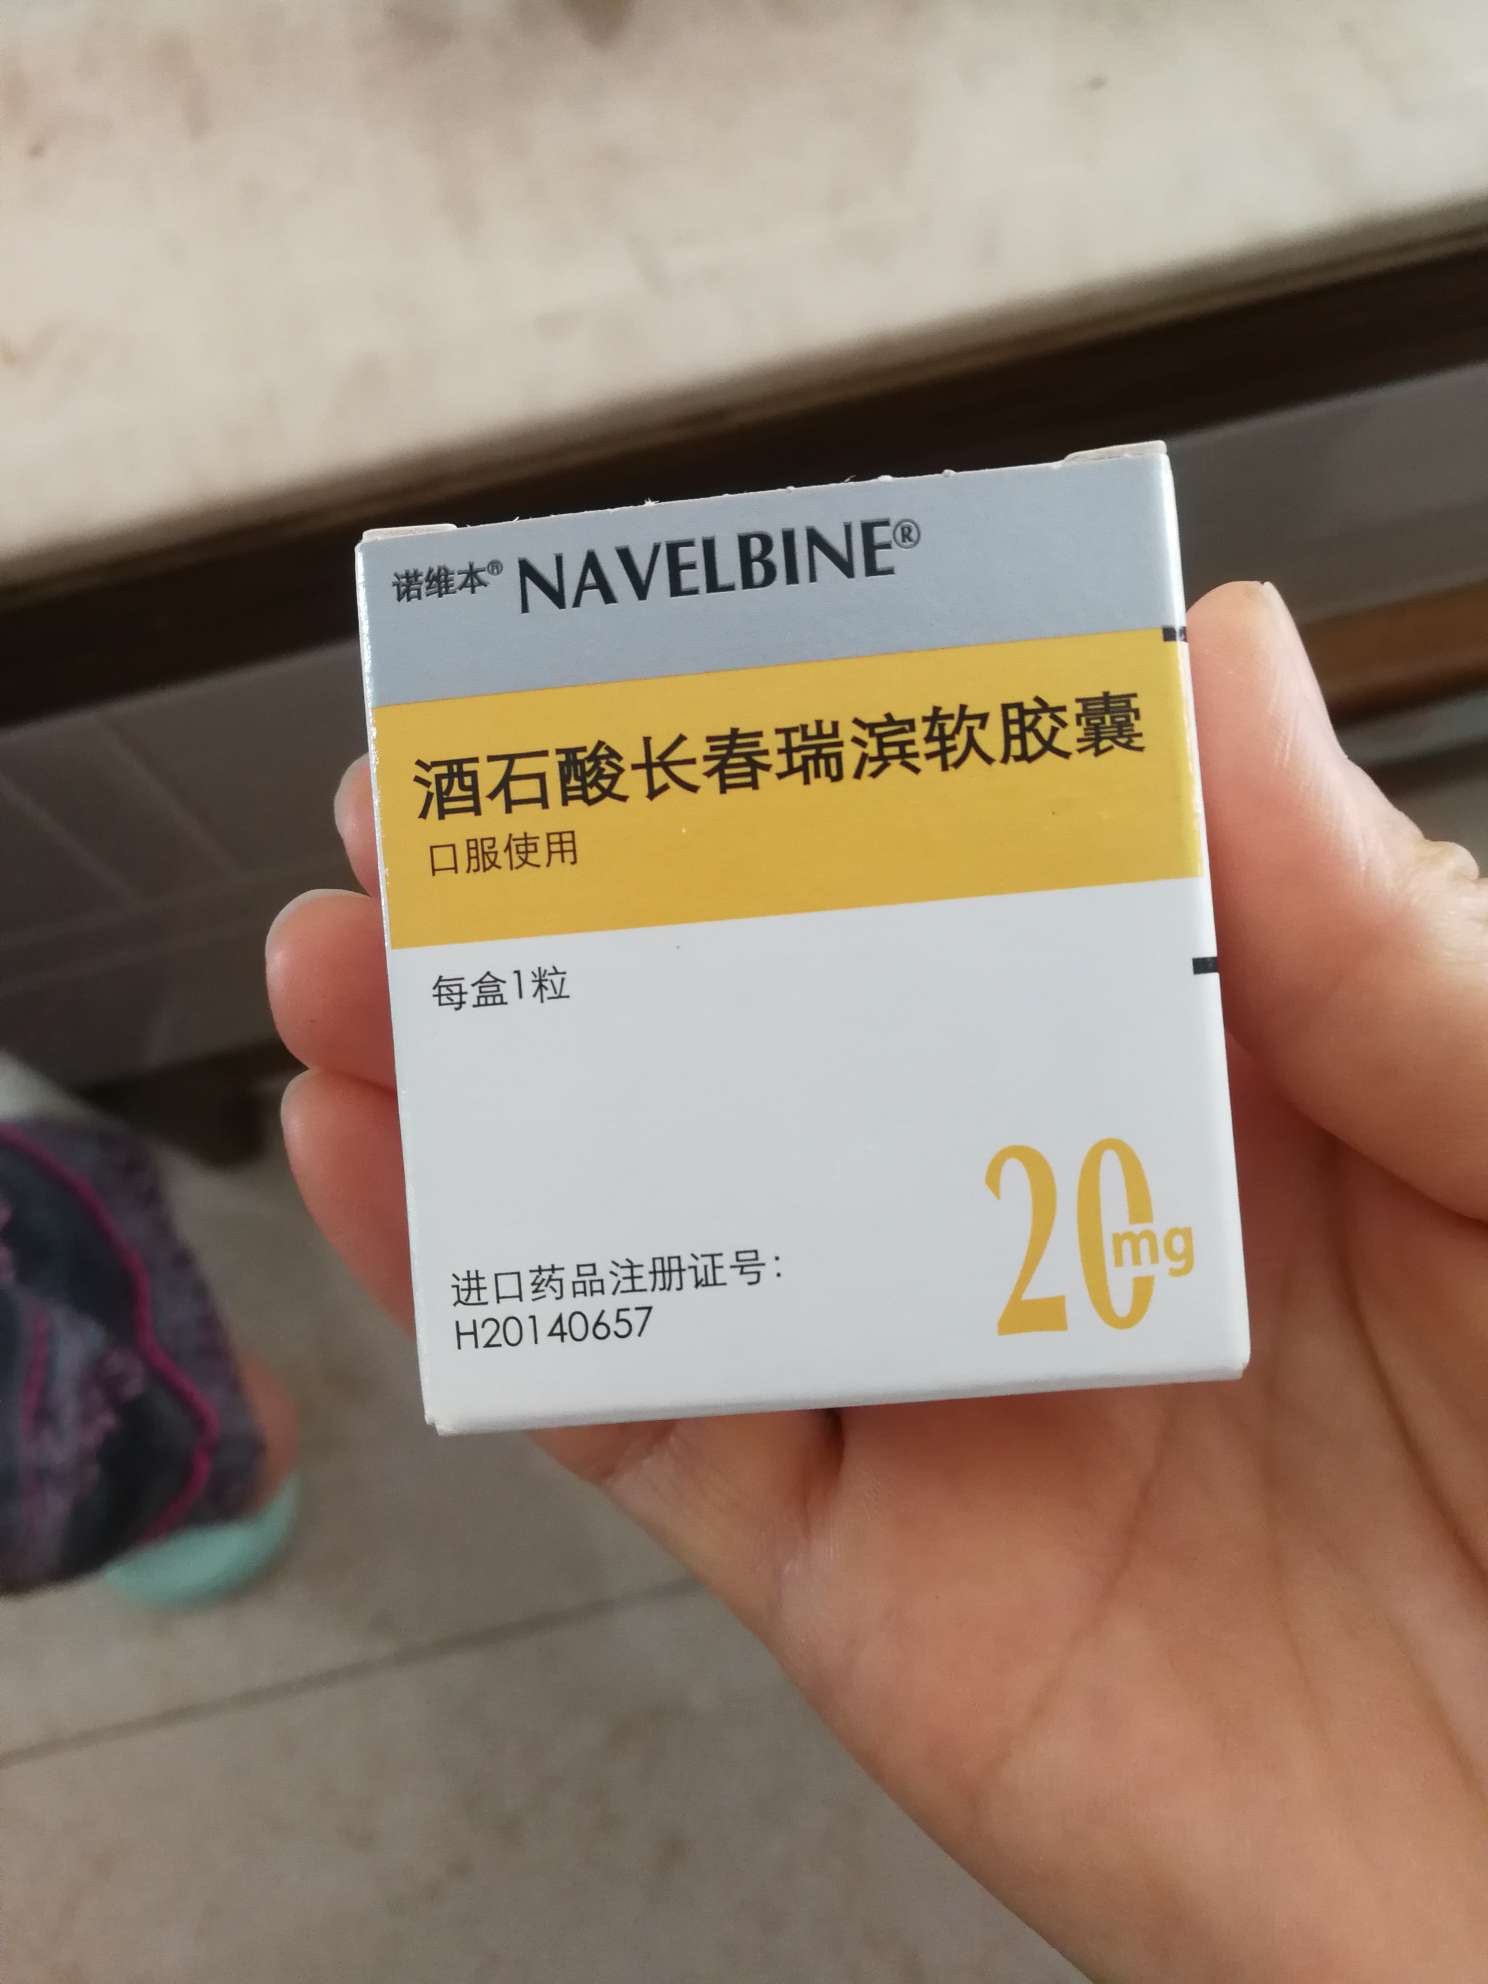 诺维本® NAVELBINE®
酒石酸长春瑞滨软胶囊
口服使用
每盒1粒
20mg
进口药品注册证号：
H20140657